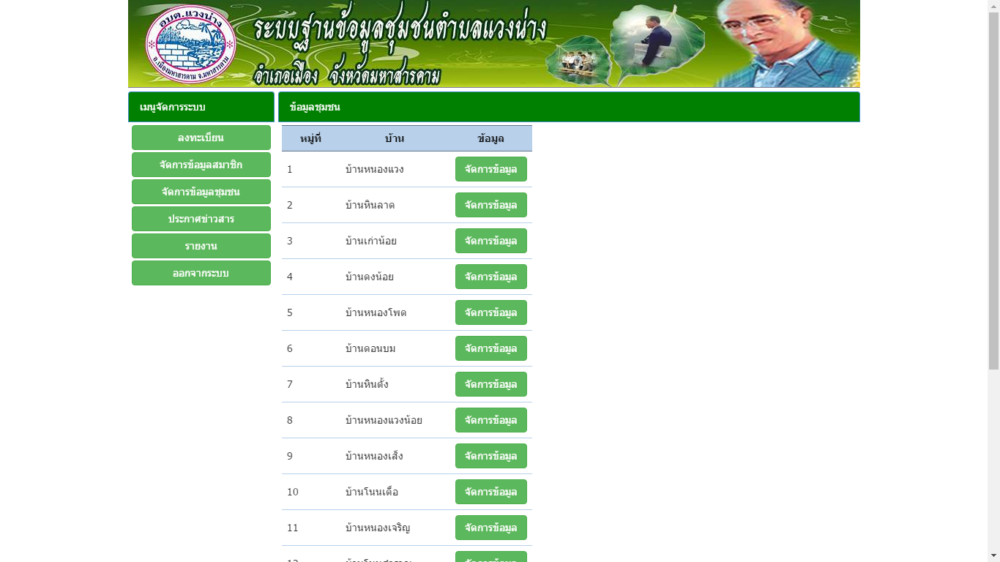 อบต.แวงน่าง
อ.เมืองมหาสารคาม จ.มหาสารคาม
ระบบฐานข้อมูลชุมชนตำบลแวงน่าง
อำเภอเมือง จังหวัดมหาสารคาม
เมนูจัดการระบบ
ลงทะเบียน
จัดการข้อมูลสมาชิก
จัดการข้อมูลชุมชน
ประกาศข่าวสาร
รายงาน
ออกจากระบบ
ข้อมูลชุมชน
หมู่ที่ บ้าน ข้อมูล
1 บ้านหนองแวง จัดการข้อมูล
2 บ้านหินลาด จัดการข้อมูล
3 บ้านเก่าน้อย จัดการข้อมูล
4 บ้านดงน้อย จัดการข้อมูล
5 บ้านหนองโพด จัดการข้อมูล
6 บ้านดอนบม จัดการข้อมูล
7 บ้านหินตั้ง จัดการข้อมูล
8 บ้านหนองแวงน้อย จัดการข้อมูล
9 บ้านหนองเส็ง จัดการข้อมูล
10 บ้านโนนเดื่อ จัดการข้อมูล
11 บ้านหนองเจริญ จัดการข้อมูล